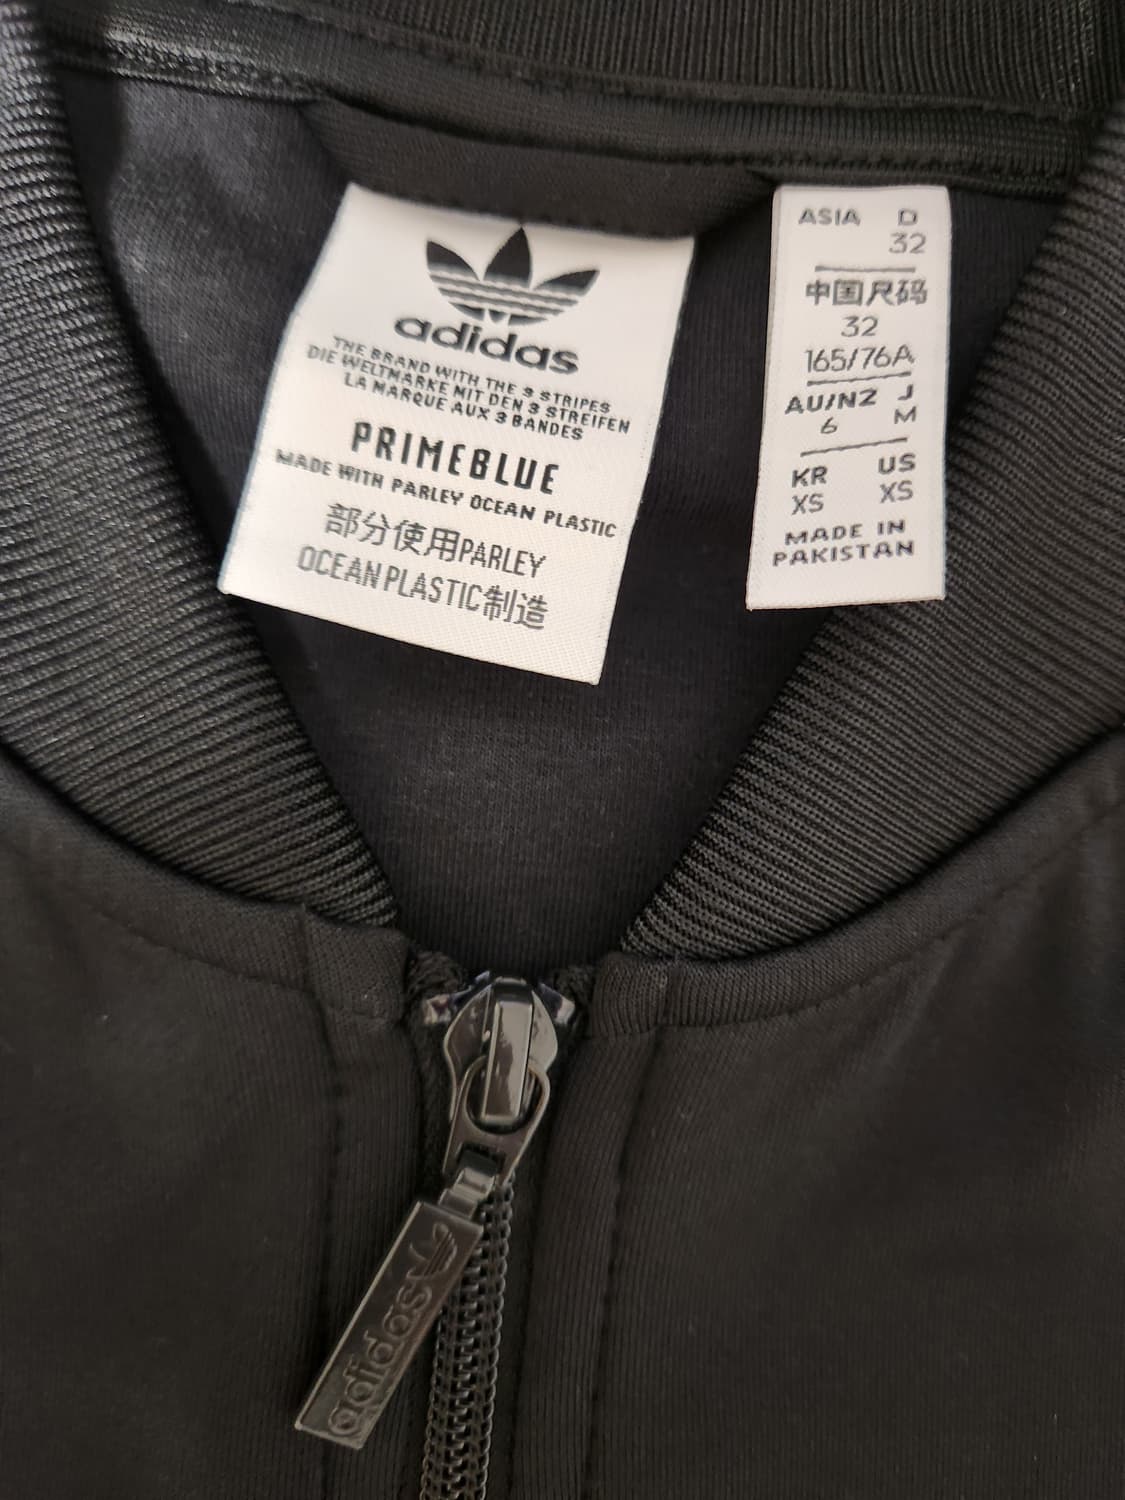 adidas
THE BRAND WITH THE 3 STRIPES
DIE WELTMARKE MIT DEN 3 STREIFEN
LA MARQUE AUX 3 BANDES
PRIMEBLUE
MADE WITH PARLEY OCEAN PLASTIC
部分使用PARLEY
OCEAN PLASTIC制造
ASIA D
32
中国尺码
32
165/76A
AU/NZ J
6 M
KR US
XS XS
MADE IN
PAKISTAN
adidas